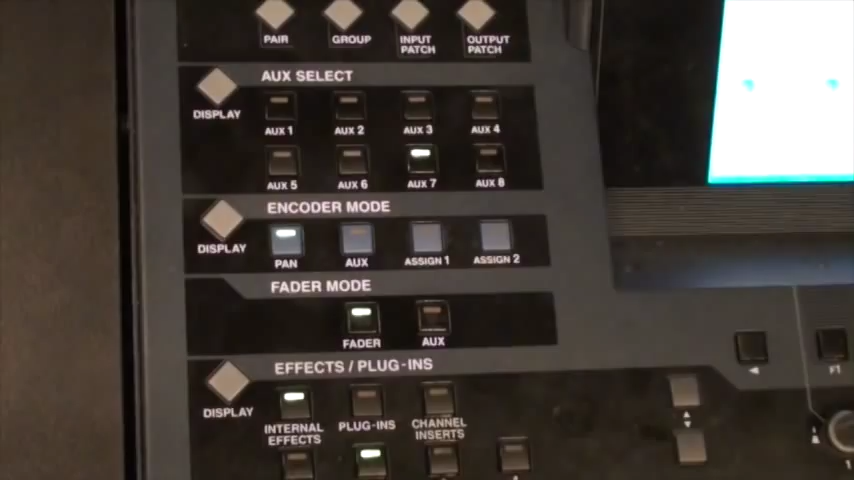 PAIR GROUP INPUT PATCH OUTPUT PATCH
AUX SELECT
DISPLAY
AUX 1 AUX 2 AUX 3 AUX 4
AUX 5 AUX 6 AUX 7 AUX 8
ENCODER MODE
DISPLAY
PAN AUX ASSIGN 1 ASSIGN 2
FADER MODE
FADER AUX
EFFECTS / PLUG-INS
DISPLAY
INTERNAL EFFECTS PLUG-INS CHANNEL INSERTS
F1
1